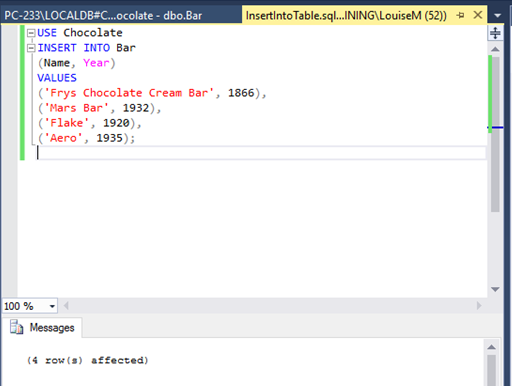 PC-233\LOCALDB#C...ocolate - dbo.Bar
InsertIntoTable.sql...INING\LouiseM (52))
USE Chocolate
INSERT INTO Bar
(Name, Year)
VALUES
('Frys Chocolate Cream Bar', 1866),
('Mars Bar', 1932),
('Flake', 1920),
('Aero', 1935);
100 %
Messages
(4 row(s) affected)